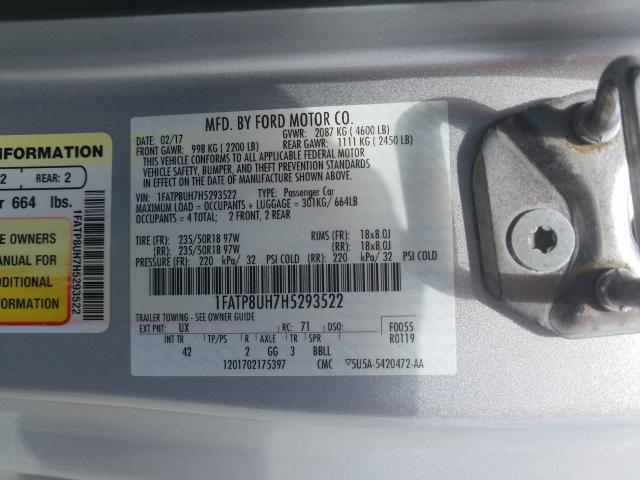 MFD. BY FORD MOTOR CO.
DATE: 02/17 GVWR: 2087 KG ( 4600 LB)
FRONT GAWR: 998 KG ( 2200 LB) REAR GAWR: 1111 KG ( 2450 LB)
THIS VEHICLE CONFORMS TO ALL APPLICABLE FEDERAL MOTOR
VEHICLE SAFETY, BUMPER, AND THEFT PREVENTION STANDARDS
IN EFFECT ON THE DATE OF MANUFACTURE SHOWN ABOVE.
VIN: 1FATP8UH7H5293522 TYPE: Passenger Car
MAXIMUM LOAD = OCCUPANTS + LUGGAGE = 301KG/ 664LB
OCCUPANTS = 4 TOTAL: 2 FRONT, 2 REAR
TIRE (FR): 235/50R18 97W RIMS (FR): 18x8.0J
(RR): 235/50R18 97W (RR): 18x8.0J
PRESSURE (FR): 220 kPa/ 32 PSI COLD (RR): 220 kPa/ 32 PSI COLD
1FATP8UH7H5293522
TRAILER TOWING - SEE OWNER GUIDE
EXT PNT: UX RC: 71 DSO: F0055
INT TR TP/PS R AXLE TR SPR R0119
42 2 GG 3 BBLL
1201702175397 CMC ▽5U5A-5420472-AA
INFORMATION
2 REAR: 2
r 664 lbs.
E OWNERS
MANUAL FOR
ADDITIONAL
INFORMATION
1FATP8UH7H5293522